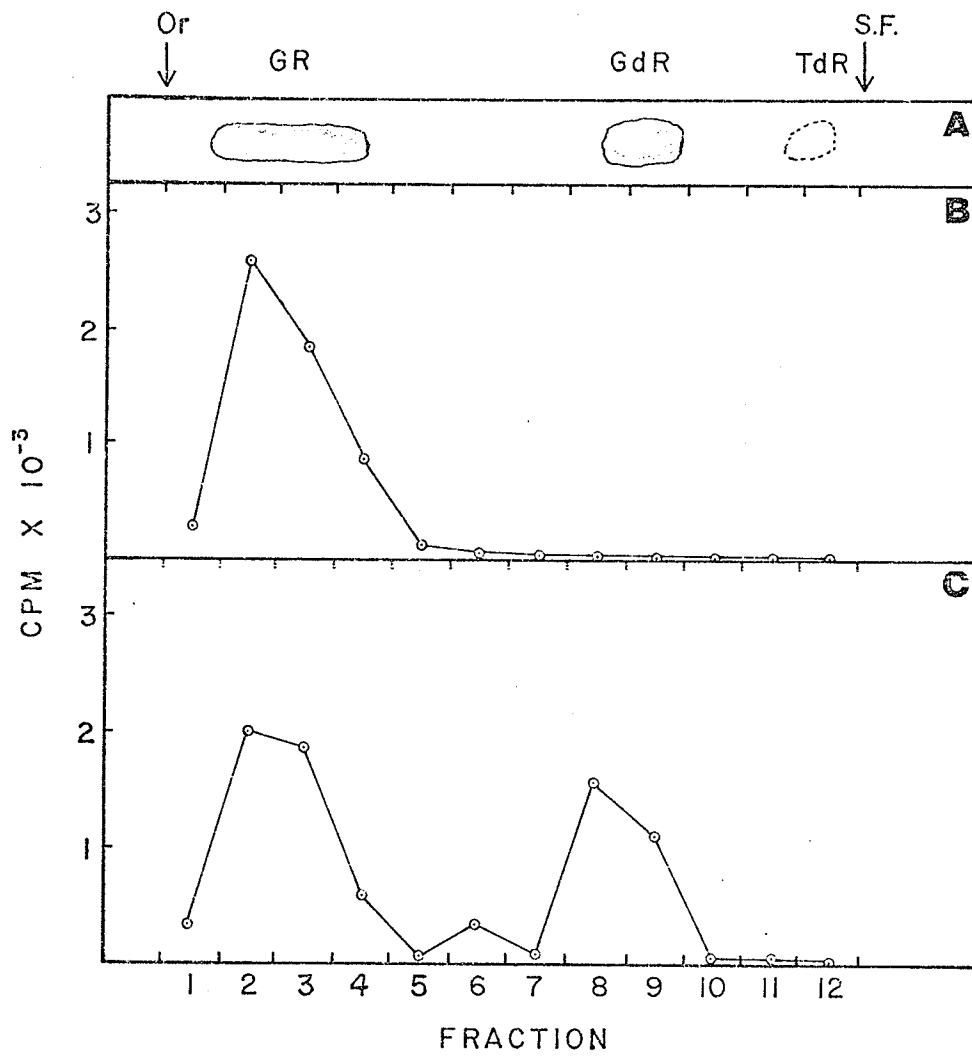 Or S.F.
GR GdR TdR
A
B
3
2
1
C
3
2
1
CPM X 10⁻³
1 2 3 4 5 6 7 8 9 10 11 12
FRACTION